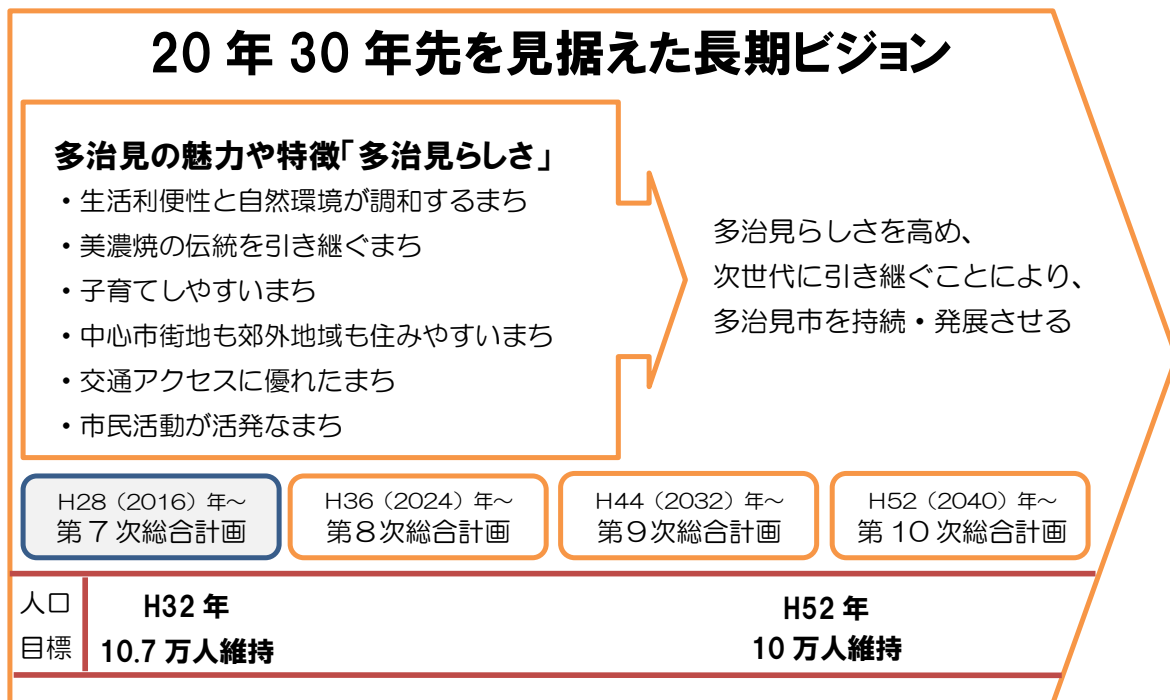 20 年 30 年先を見据えた長期ビジョン
多治見の魅力や特徴「多治見らしさ」
・生活利便性と自然環境が調和するまち
・美濃焼の伝統を引き継ぐまち
・子育てしやすいまち
・中心市街地も郊外地域も住みやすいまち
・交通アクセスに優れたまち
・市民活動が活発なまち
多治見らしさを高め、
次世代に引き継ぐことにより、
多治見市を持続・発展させる
H28（2016）年～
第７次総合計画
H36（2024）年～
第８次総合計画
H44（2032）年～
第９次総合計画
H52（2040）年～
第 10 次総合計画
人口
目標
H32 年
10.7 万人維持
H52 年
10 万人維持